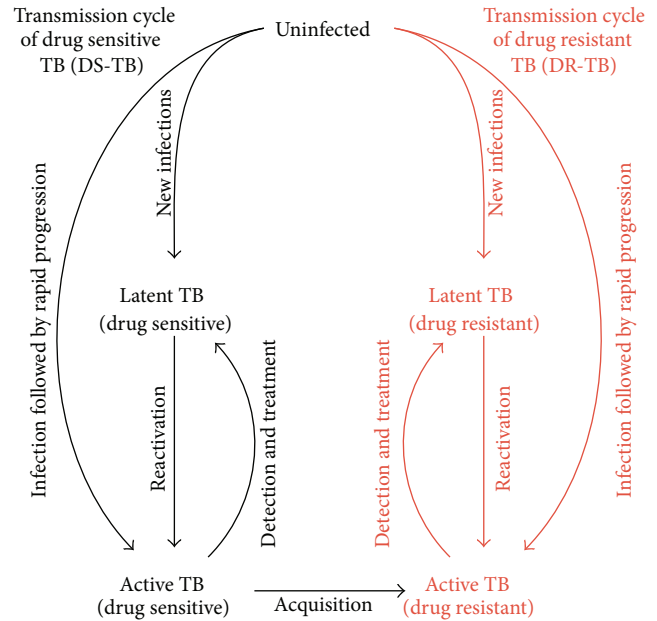 Transmission cycle
of drug sensitive
TB (DS-TB)
Uninfected
Transmission cycle
of drug resistant
TB (DR-TB)
New infections
New infections
Infection followed by rapid progression
Infection followed by rapid progression
Latent TB
(drug sensitive)
Latent TB
(drug resistant)
Reactivation
Detection and treatment
Detection and treatment
Reactivation
Active TB
(drug sensitive)
Acquisition
Active TB
(drug resistant)